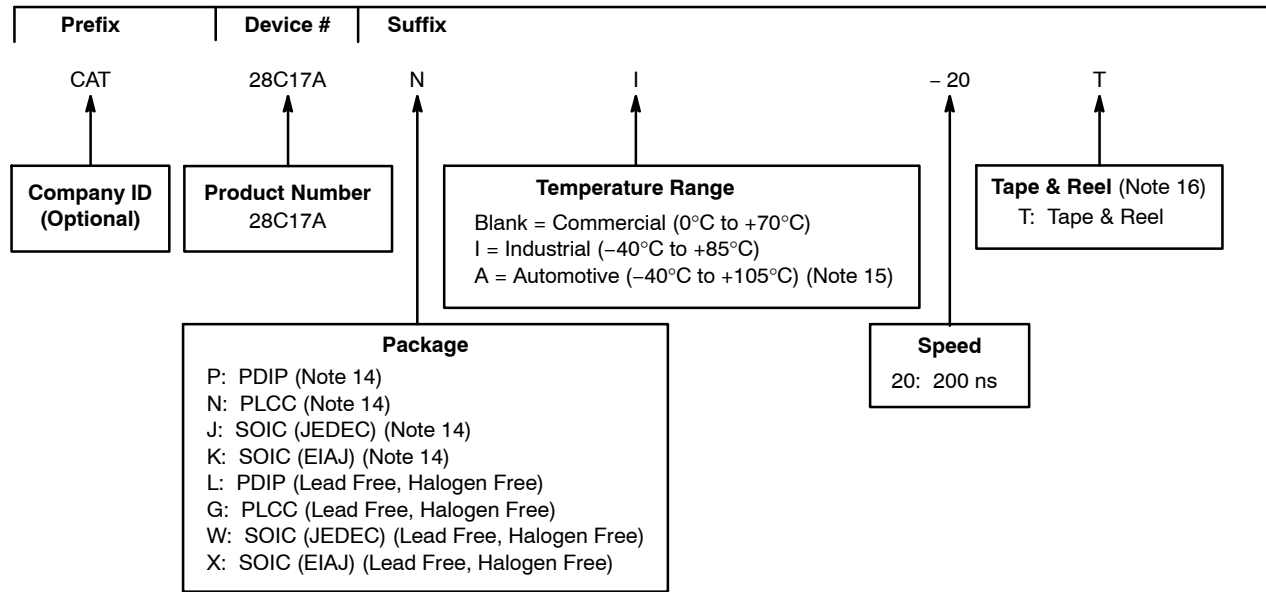 Prefix Device # Suffix
CAT 28C17A N I – 20 T
Company ID
(Optional)
Product Number
28C17A
Temperature Range
Blank = Commercial (0°C to +70°C)
I = Industrial (−40°C to +85°C)
A = Automotive (−40°C to +105°C) (Note 15)
Tape & Reel (Note 16)
T: Tape & Reel
Package
P: PDIP (Note 14)
N: PLCC (Note 14)
J: SOIC (JEDEC) (Note 14)
K: SOIC (EIAJ) (Note 14)
L: PDIP (Lead Free, Halogen Free)
G: PLCC (Lead Free, Halogen Free)
W: SOIC (JEDEC) (Lead Free, Halogen Free)
X: SOIC (EIAJ) (Lead Free, Halogen Free)
Speed
20: 200 ns